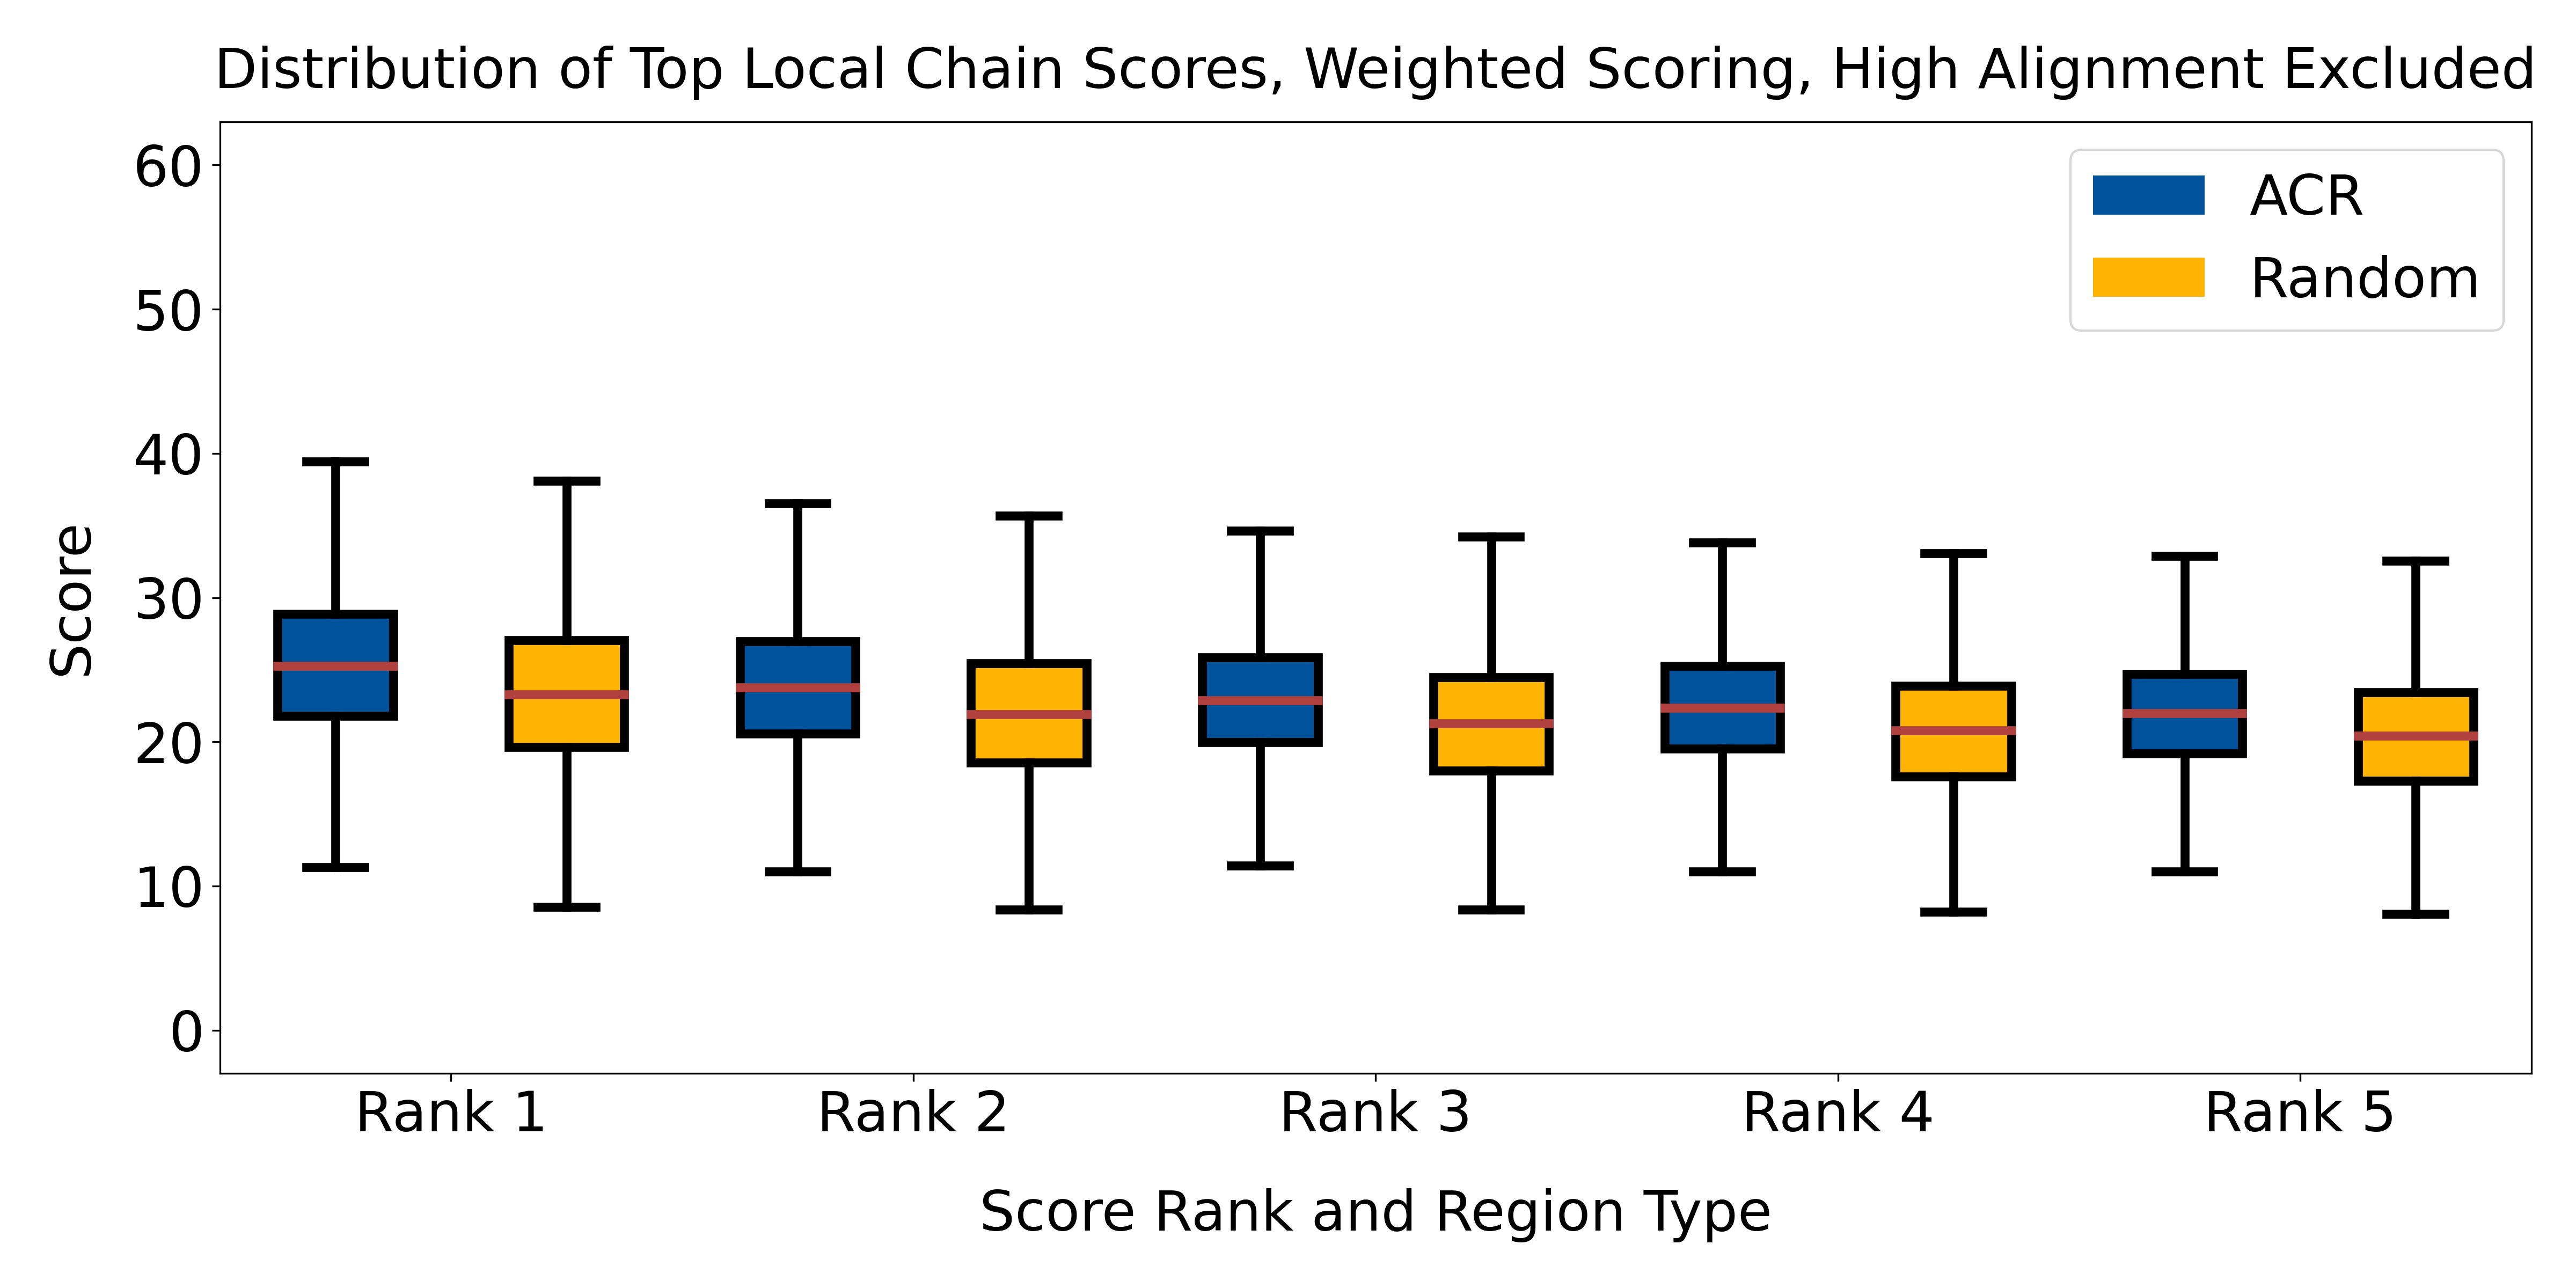 Distribution of Top Local Chain Scores, Weighted Scoring, High Alignment Excluded
ACR
Random
Score
60
50
40
30
20
10
0
Rank 1
Rank 2
Rank 3
Rank 4
Rank 5
Score Rank and Region Type